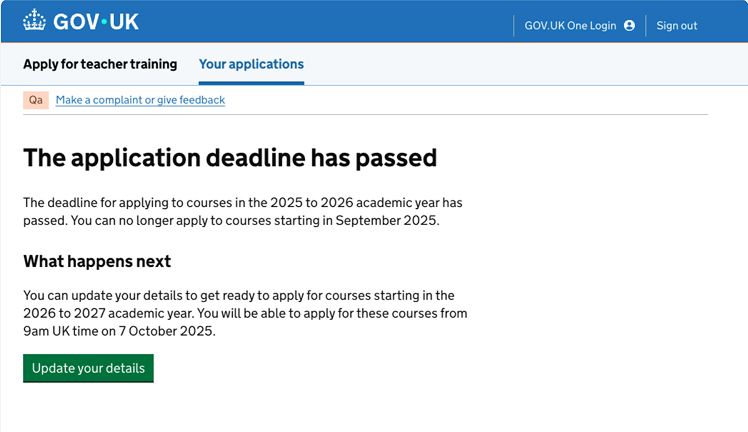 GOV·UK
GOV.UK One Login
Sign out
Apply for teacher training
Your applications
Qa
Make a complaint or give feedback
The application deadline has passed
The deadline for applying to courses in the 2025 to 2026 academic year has
passed. You can no longer apply to courses starting in September 2025.
What happens next
You can update your details to get ready to apply for courses starting in the
2026 to 2027 academic year. You will be able to apply for these courses from
9am UK time on 7 October 2025.
Update your details